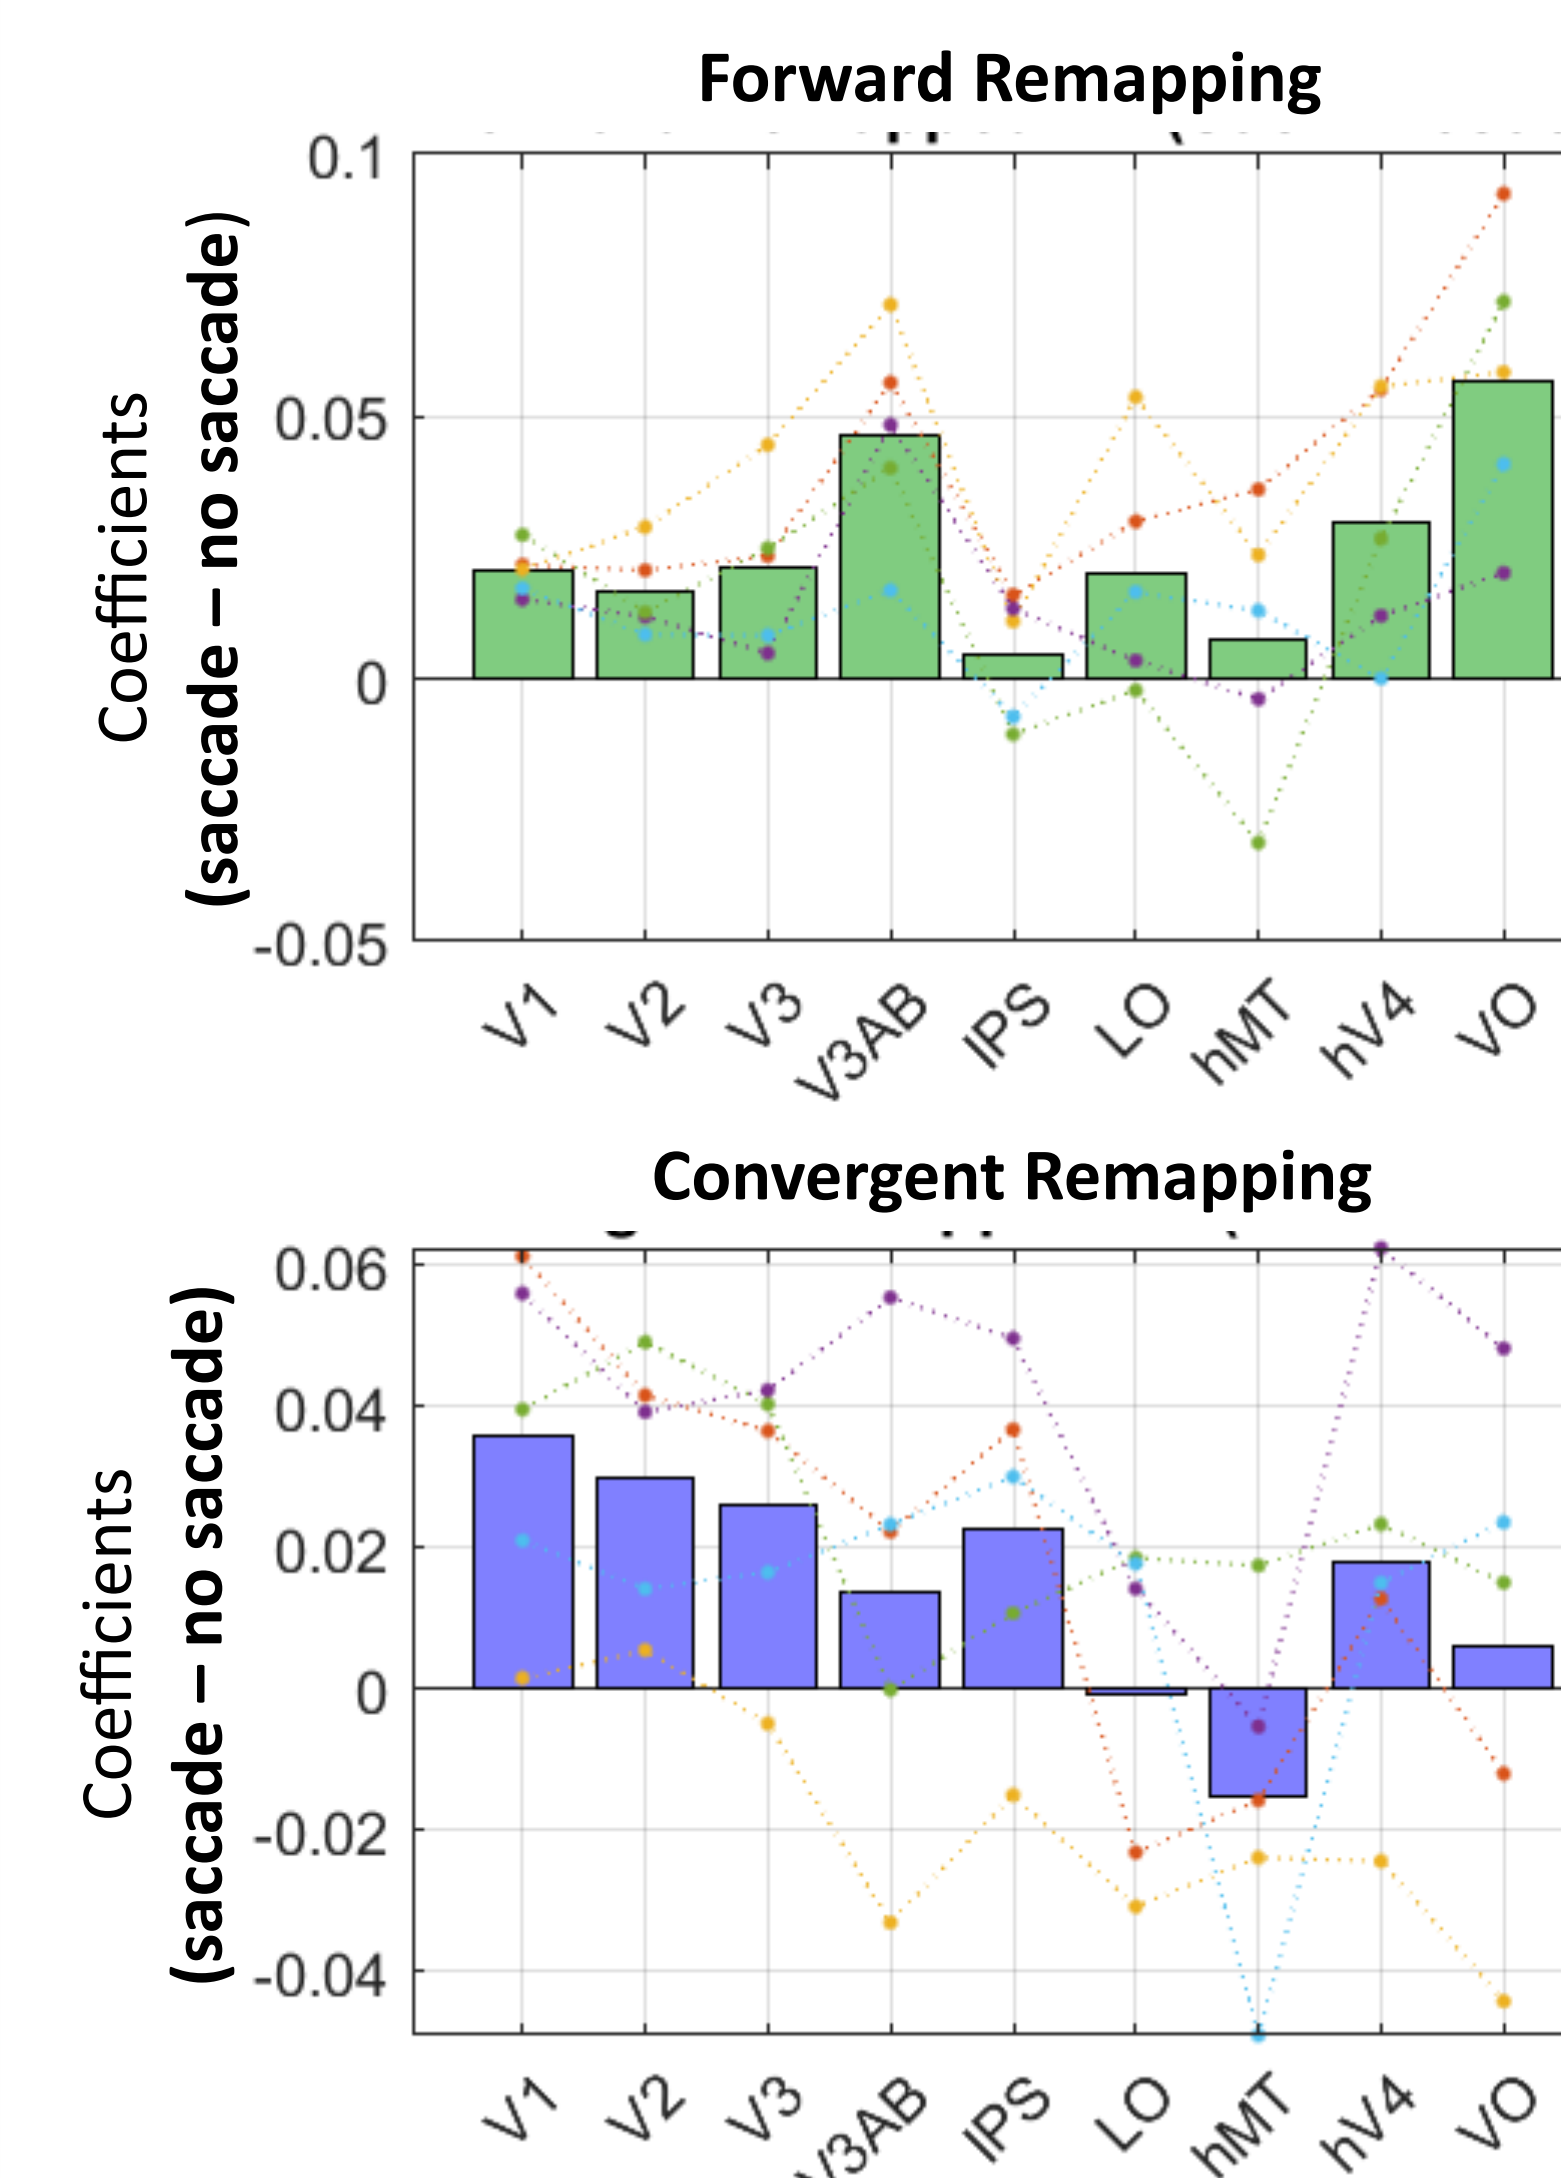 Forward Remapping
Coefficients
(saccade – no saccade)
0.1
0.05
0
-0.05
V1
V2
V3
V3AB
IPS
LO
hMT
hV4
VO
Convergent Remapping
Coefficients
(saccade – no saccade)
0.06
0.04
0.02
0
-0.02
-0.04
V1
V2
V3
V3AB
IPS
LO
hMT
hV4
VO